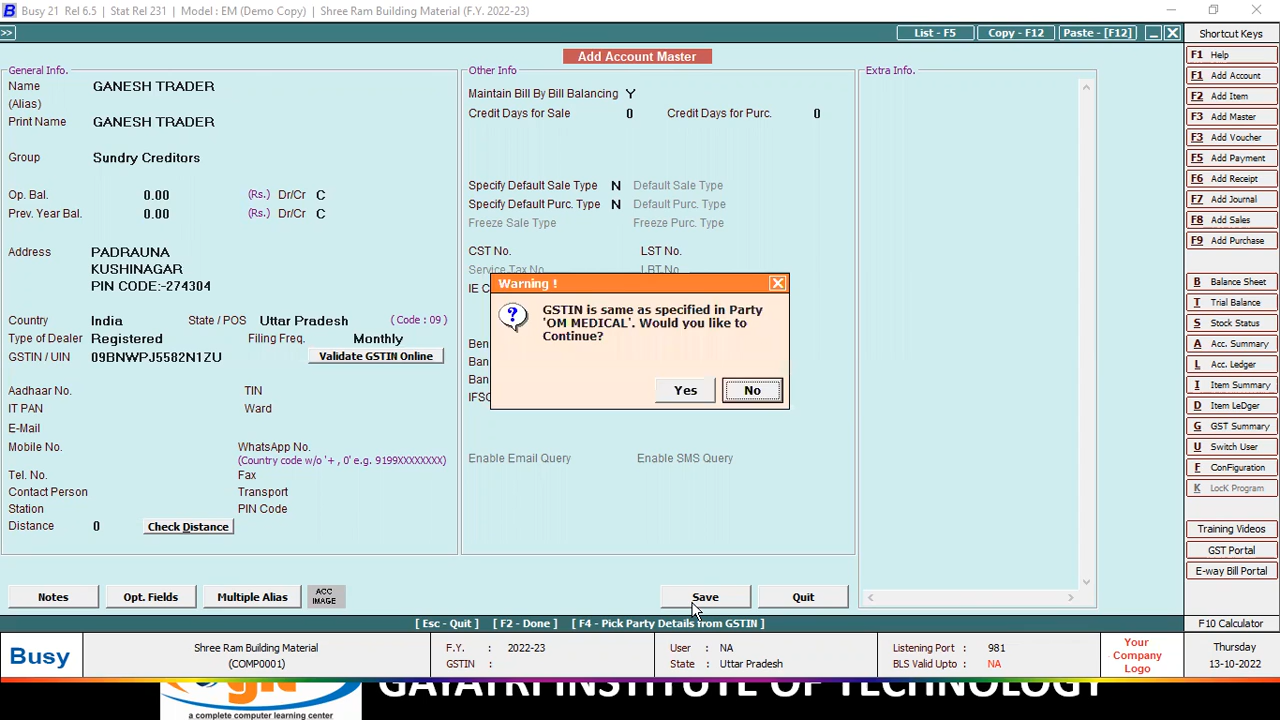 Busy 21 Rel 6.5 | Stat Rel 231 | Model : EM (Demo Copy) | Shree Ram Building Material (F.Y. 2022-23)
>> List - F5 Copy - F12 Paste - [F12]
Add Account Master
General Info.
Name GANESH TRADER
(Alias)
Print Name GANESH TRADER
Group Sundry Creditors
Op. Bal. 0.00 (Rs.) Dr/Cr C
Prev. Year Bal. 0.00 (Rs.) Dr/Cr C
Address PADRAUNA
KUSHINAGAR
PIN CODE:-274304
Country India State / POS Uttar Pradesh (Code : 09)
Type of Dealer Registered Filing Freq. Monthly
GSTIN / UIN 09BNWPJ5582N1ZU Validate GSTIN Online
Aadhaar No. TIN
IT PAN Ward
E-Mail
Mobile No. WhatsApp No.
(Country code w/o '+ , 0' e.g. 9199XXXXXXXX)
Tel. No. Fax
Contact Person Transport
Station PIN Code
Distance 0 Check Distance
Other Info
Maintain Bill By Bill Balancing Y
Credit Days for Sale 0 Credit Days for Purc. 0
Specify Default Sale Type N Default Sale Type
Specify Default Purc. Type N Default Purc. Type
Freeze Sale Type Freeze Purc. Type
CST No. LST No.
Service Tax No. LBT No.
IE C
Ben
Ban
Ban
IFSC
Enable Email Query Enable SMS Query
Warning !
GSTIN is same as specified in Party
'OM MEDICAL'. Would you like to
Continue?
Yes No
Extra Info.
Notes Opt. Fields Multiple Alias ACC IMAGE Save Quit
[ Esc - Quit ] [ F2 - Done ] [ F4 - Pick Party Details from GSTIN ]
Shortcut Keys
F1 Help
F1 Add Account
F2 Add Item
F3 Add Master
F3 Add Voucher
F5 Add Payment
F6 Add Receipt
F7 Add Journal
F8 Add Sales
F9 Add Purchase
B Balance Sheet
T Trial Balance
S Stock Status
A Acc. Summary
L Acc. Ledger
I Item Summary
D Item LeDger
G GST Summary
U Switch User
F ConFiguration
K LocK Program
Training Videos
GST Portal
E-way Bill Portal
F10 Calculator
Busy
Shree Ram Building Material
(COMP0001)
F.Y. : 2022-23
GSTIN :
User : NA
State : Uttar Pradesh
Listening Port : 981
BLS Valid Upto : NA
Your
Company
Logo
Thursday
13-10-2022
GAYATRI INSTITUTE OF TECHNOLOGY
a complete computer learning center